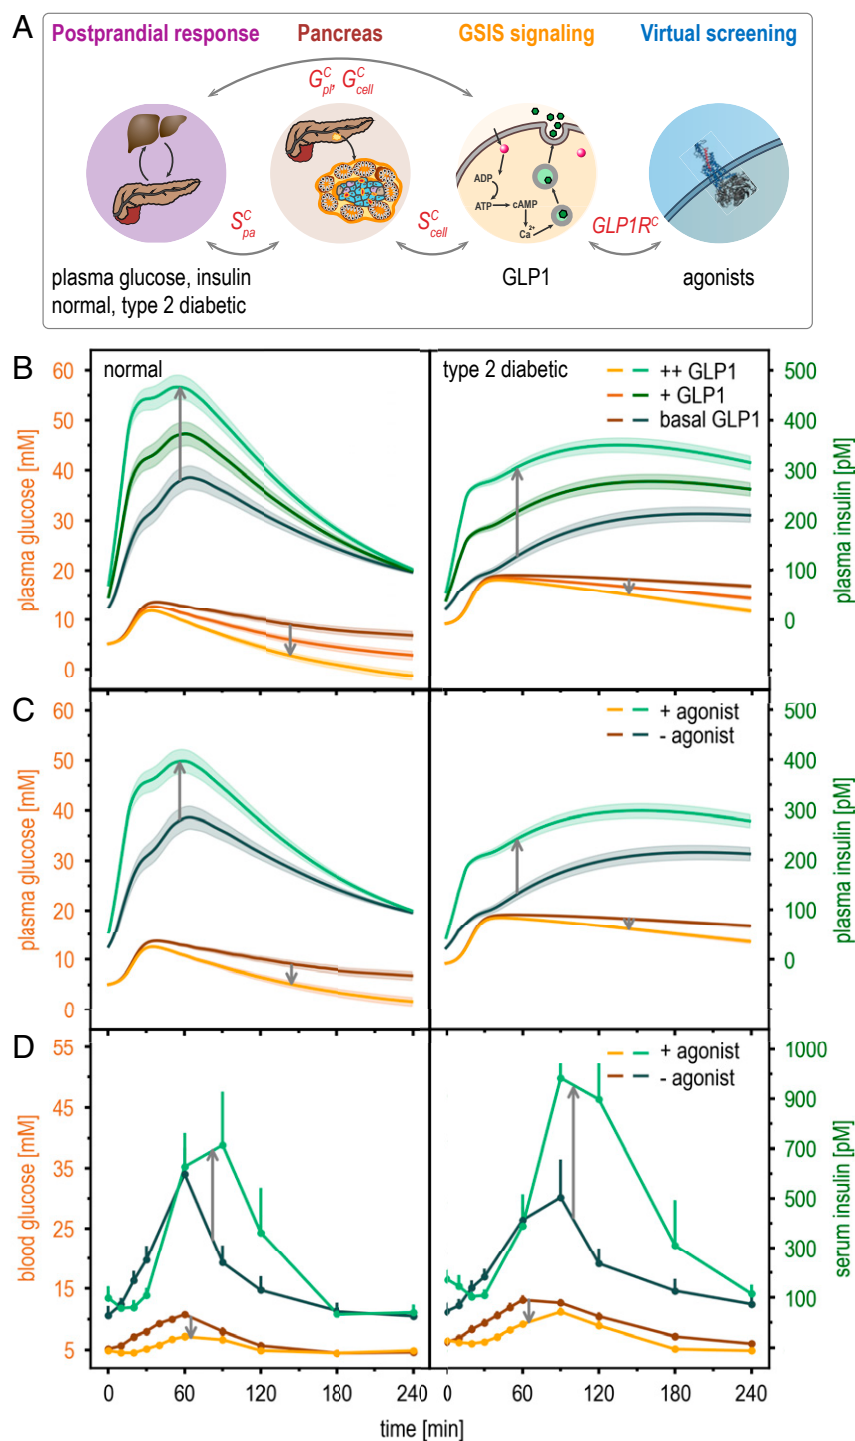 A
Postprandial response
Pancreas
GSIS signaling
Virtual screening
G^C_pl, G^C_cell
ADP
ATP
cAMP
Ca2+
S^C_pa
S^C_cell
GLP1R^C
plasma glucose, insulin
normal, type 2 diabetic
GLP1
agonists
B
normal
type 2 diabetic
++ GLP1
+ GLP1
basal GLP1
plasma glucose [mM]
60
50
40
30
20
10
0
plasma insulin [pM]
500
400
300
200
100
0
C
+ agonist
- agonist
plasma glucose [mM]
60
50
40
30
20
10
0
plasma insulin [pM]
500
400
300
200
100
0
D
+ agonist
- agonist
blood glucose [mM]
55
45
35
25
15
5
serum insulin [pM]
1000
900
700
500
300
100
0
60
120
180
240
0
60
120
180
240
time [min]